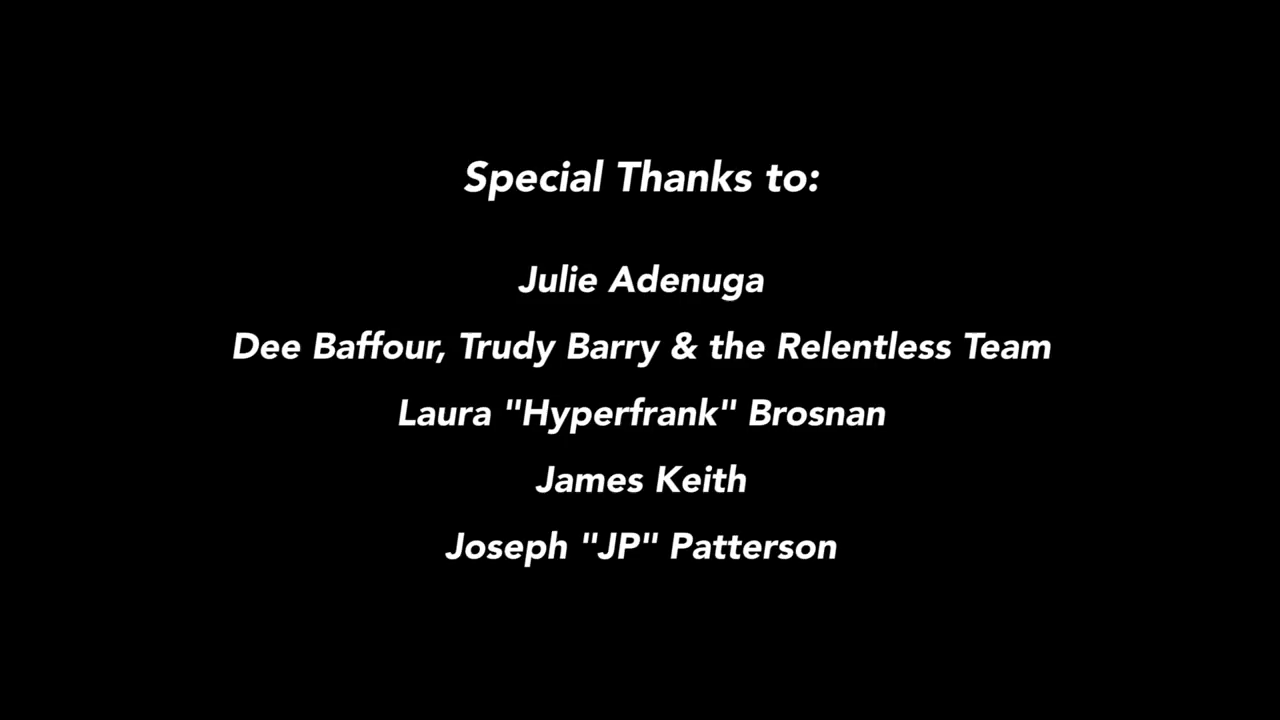 Special Thanks to:
Julie Adenuga
Dee Baffour, Trudy Barry & the Relentless Team
Laura "Hyperfrank" Brosnan
James Keith
Joseph "JP" Patterson